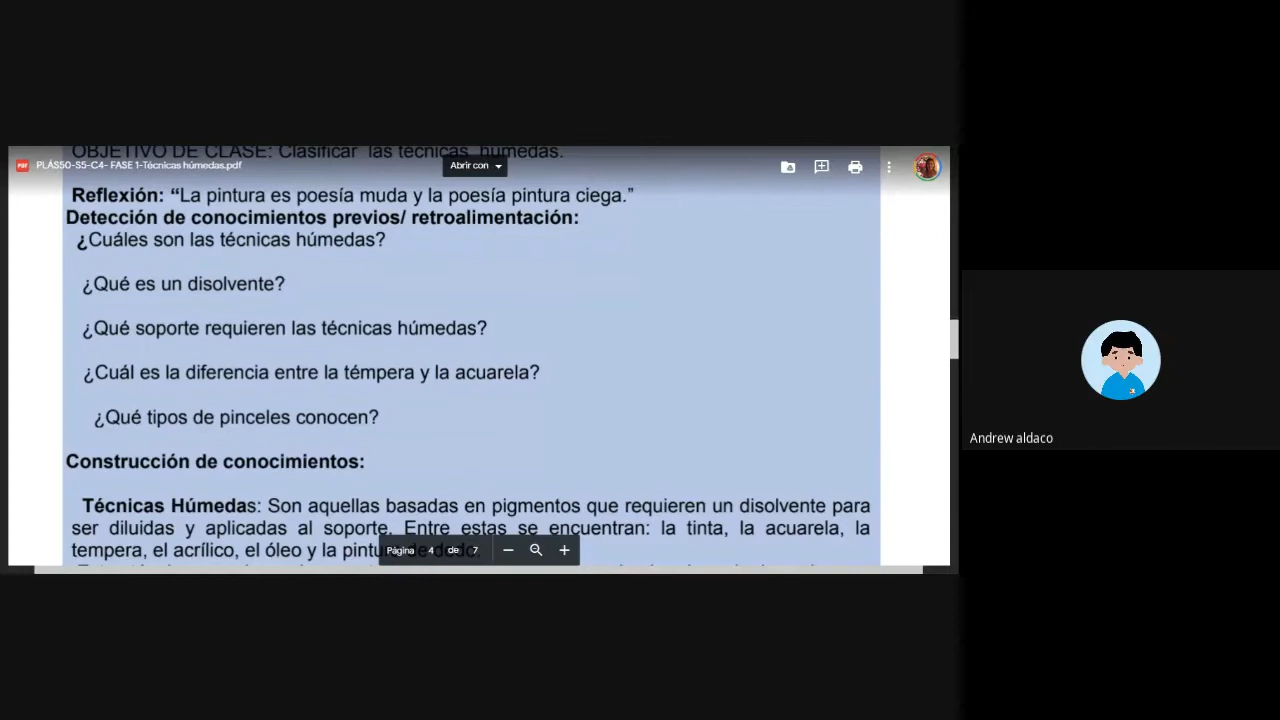 OBJETIVO DE CLASE: Clasificar las técnicas húmedas.
PLÁS50-S5-C4- FASE 1-Técnicas húmedas.pdf
Abrir con
Reflexión: “La pintura es poesía muda y la poesía pintura ciega.”
Detección de conocimientos previos/ retroalimentación:
¿Cuáles son las técnicas húmedas?
¿Qué es un disolvente?
¿Qué soporte requieren las técnicas húmedas?
¿Cuál es la diferencia entre la témpera y la acuarela?
¿Qué tipos de pinceles conocen?
Construcción de conocimientos:
Técnicas Húmedas: Son aquellas basadas en pigmentos que requieren un disolvente para
ser diluidas y aplicadas al soporte. Entre estas se encuentran: la tinta, la acuarela, la
tempera, el acrílico, el óleo y la pintura de dedo.
Página 4 de 7
Andrew aldaco